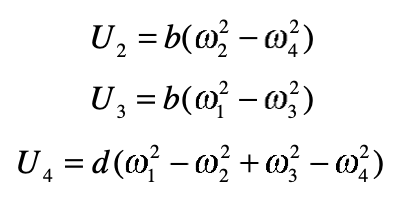 U₂ = b(ω₂² − ω₄²)
U₃ = b(ω₁² − ω₃²)
U₄ = d(ω₁² − ω₂² + ω₃² − ω₄²)